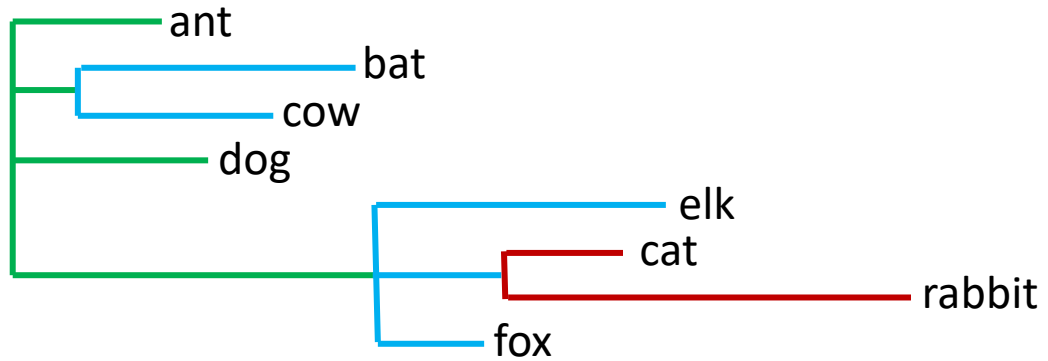 ant
bat
cow
dog
elk
cat
rabbit
fox